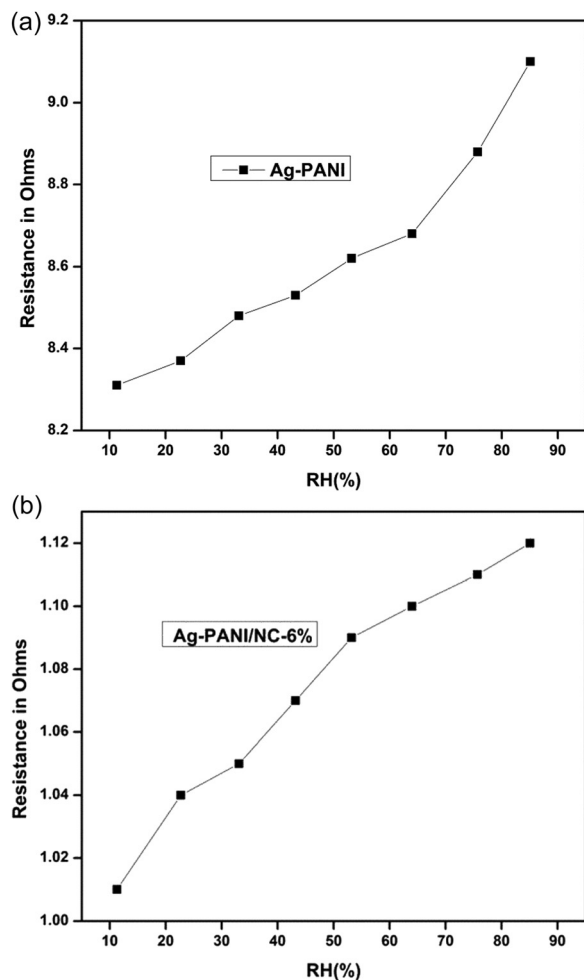 (a)
9.2
9.0
8.8
8.6
8.4
8.2
Resistance in Ohms
Ag-PANI
10 20 30 40 50 60 70 80 90
RH(%)
(b)
1.12
1.10
1.08
1.06
1.04
1.02
1.00
Resistance in Ohms
Ag-PANI/NC-6%
10 20 30 40 50 60 70 80 90
RH(%)